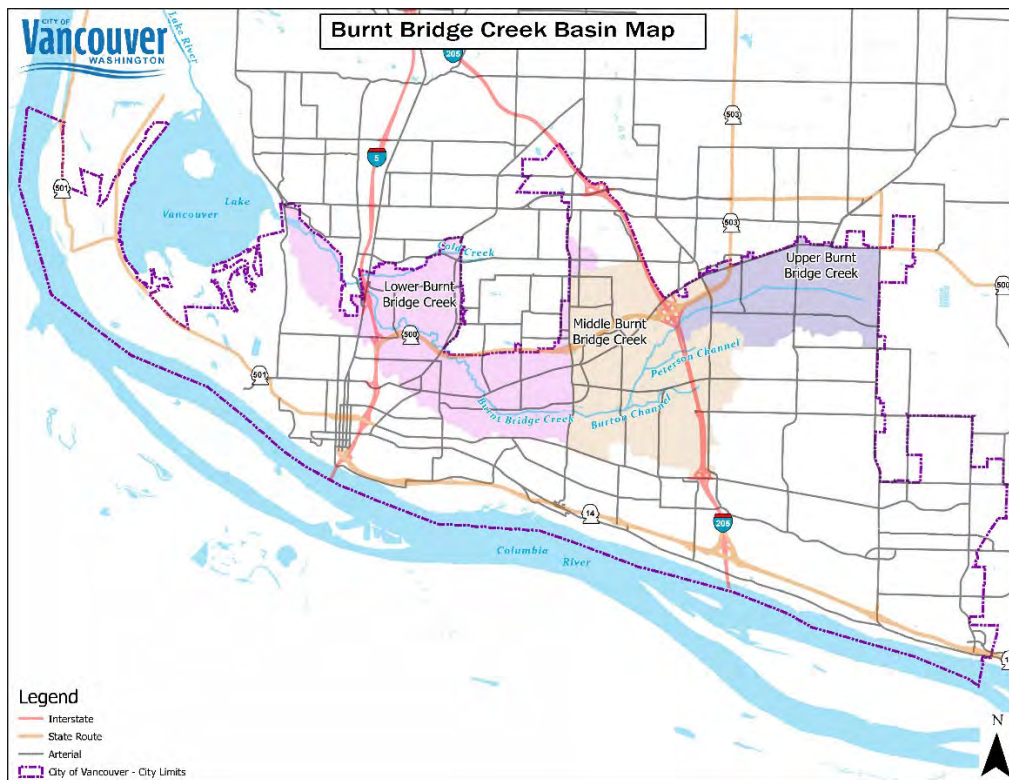 CITY OF
Vancouver
WASHINGTON
Burnt Bridge Creek Basin Map
Lake River
205
503
5
501
503
Lake
Vancouver
Cold Creek
Upper Burnt
Bridge Creek
Lower Burnt
Bridge Creek
500
Middle Burnt
Bridge Creek
500
Peterson Channel
501
Burnt Bridge Creek
Burton Channel
14
205
Columbia
River
Legend
Interstate
State Route
Arterial
City of Vancouver - City Limits
N